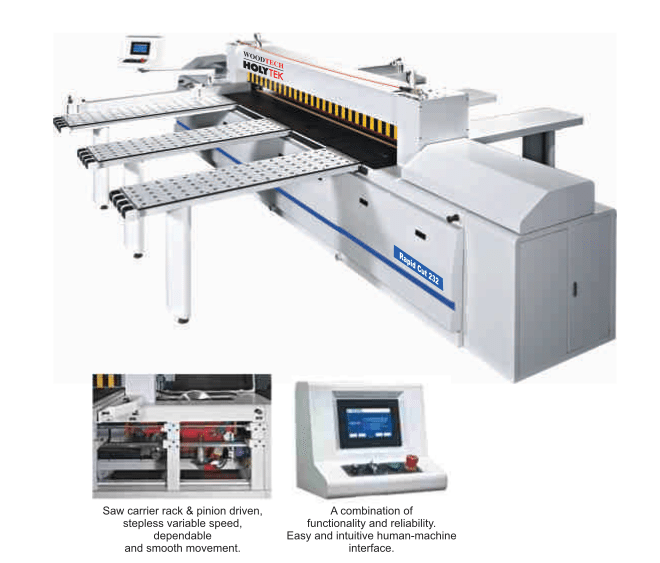 WOODTECH
HOLYTEK
Rapid Cut 232
Saw carrier rack & pinion driven,
stepless variable speed,
dependable
and smooth movement.
A combination of
functionality and reliability.
Easy and intuitive human-machine
interface.